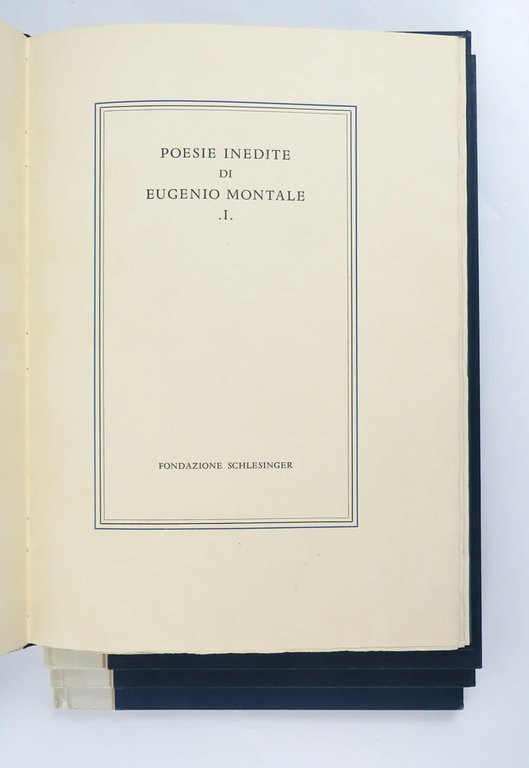 POESIE INEDITE
DI
EUGENIO MONTALE
.I.
FONDAZIONE SCHLESINGER